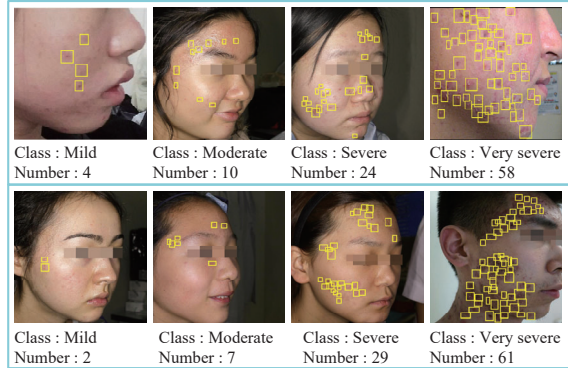 Class : Mild
Number : 4
Class : Moderate
Number : 10
Class : Severe
Number : 24
Class : Very severe
Number : 58
Class : Mild
Number : 2
Class : Moderate
Number : 7
Class : Severe
Number : 29
Class : Very severe
Number : 61